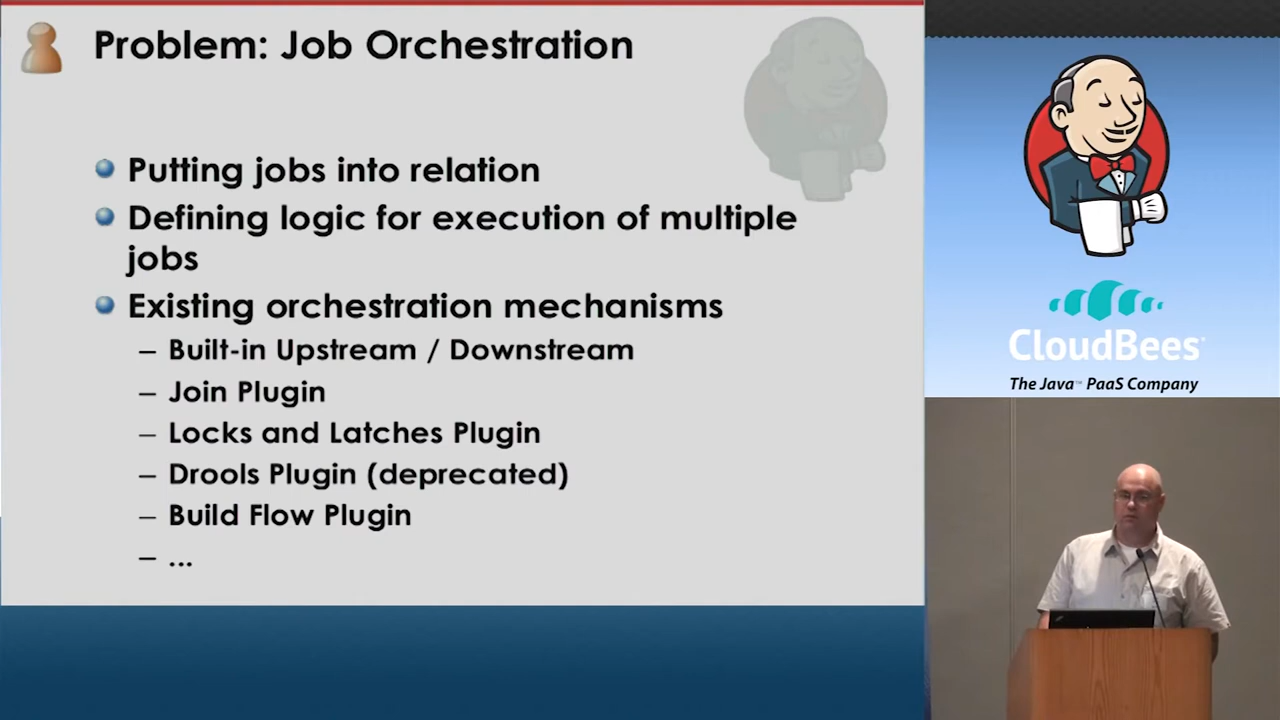 Problem: Job Orchestration
Putting jobs into relation
Defining logic for execution of multiple
jobs
Existing orchestration mechanisms
– Built-in Upstream / Downstream
– Join Plugin
– Locks and Latches Plugin
– Drools Plugin (deprecated)
– Build Flow Plugin
– ...
CloudBees
The Java™ PaaS Company